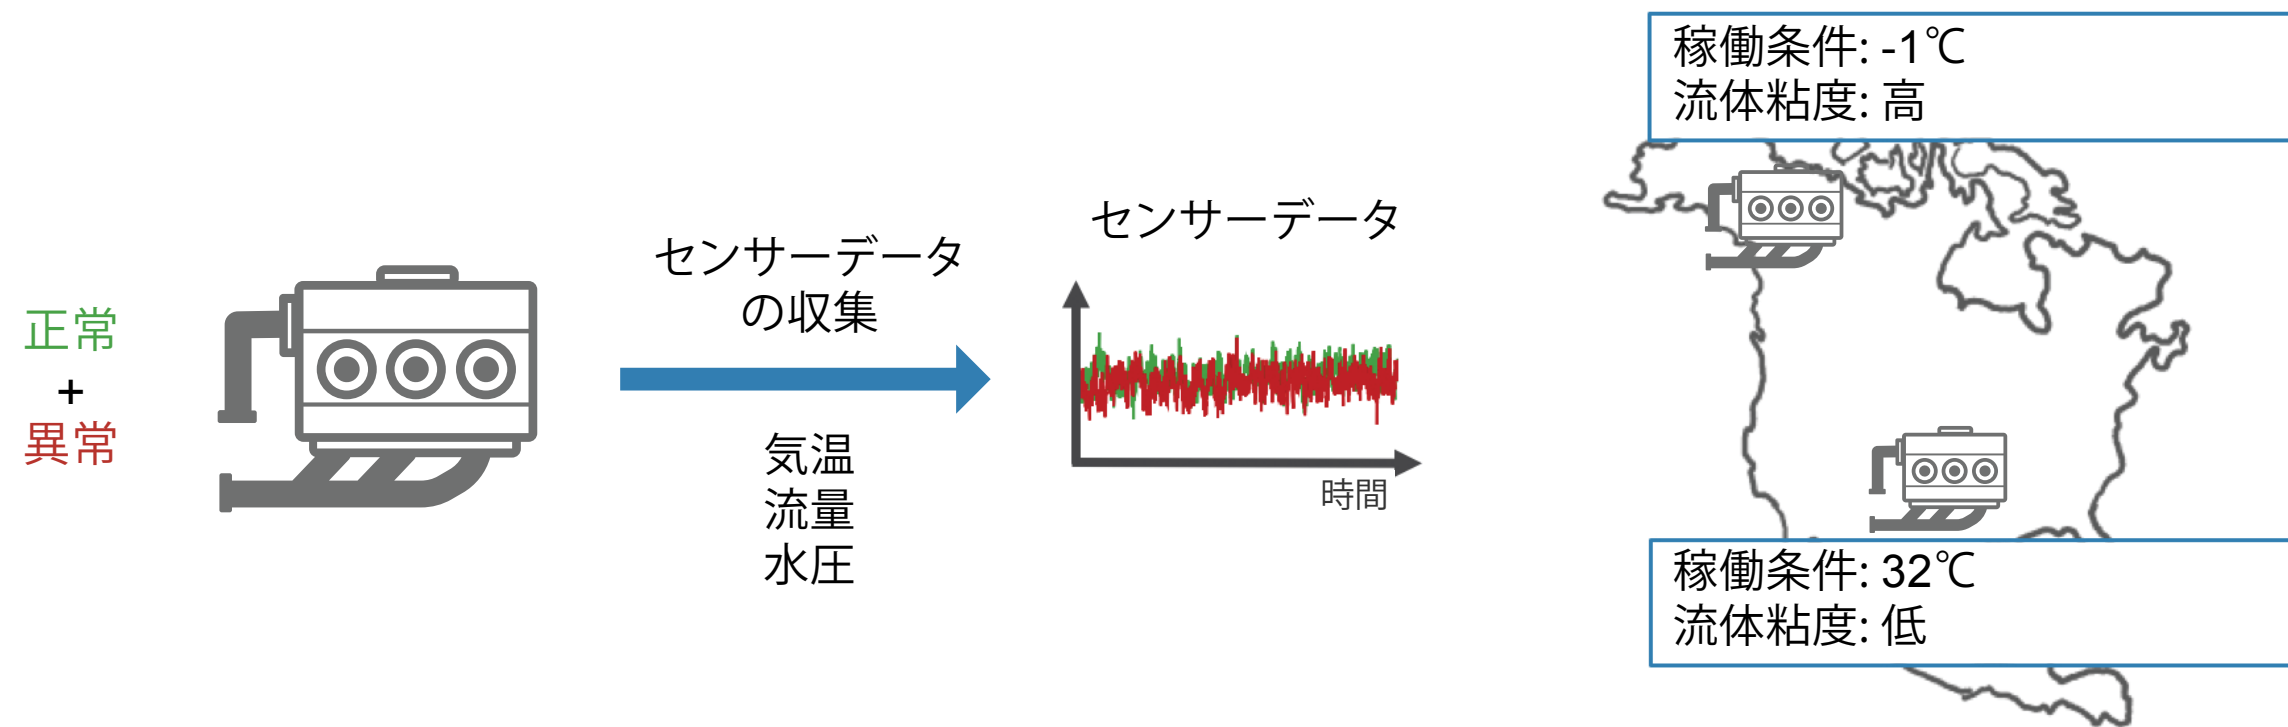 正常
+
異常
センサーデータ
の収集
気温
流量
水圧
センサーデータ
時間
稼働条件: -1℃
流体粘度: 高
稼働条件: 32℃
流体粘度: 低